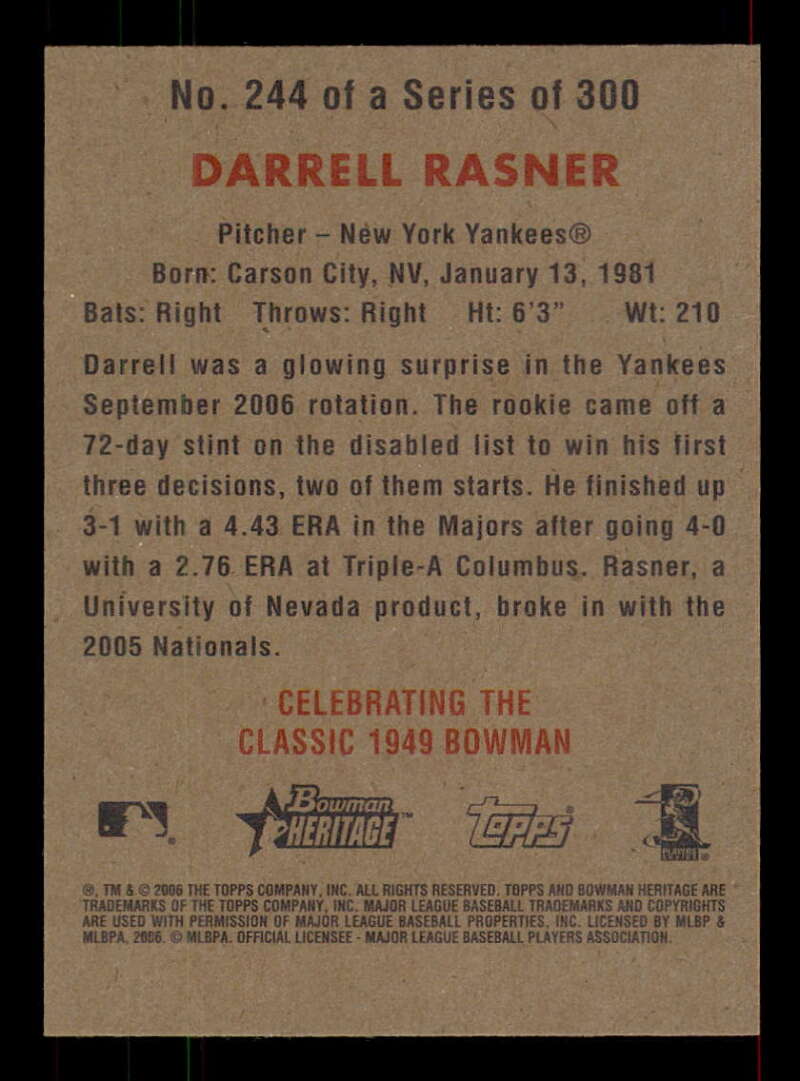 No. 244 of a Series of 300
DARRELL RASNER
Pitcher – New York Yankees®
Born: Carson City, NV, January 13, 1981
Bats: Right Throws: Right Ht: 6'3" Wt: 210
Darrell was a glowing surprise in the Yankees
September 2006 rotation. The rookie came off a
72-day stint on the disabled list to win his first
three decisions, two of them starts. He finished up
3-1 with a 4.43 ERA in the Majors after going 4-0
with a 2.76 ERA at Triple-A Columbus. Rasner, a
University of Nevada product, broke in with the
2005 Nationals.
CELEBRATING THE
CLASSIC 1949 BOWMAN
Bowman HERITAGE™ Topps® PLAYERS
®, TM & © 2006 THE TOPPS COMPANY, INC. ALL RIGHTS RESERVED. TOPPS AND BOWMAN HERITAGE ARE
TRADEMARKS OF THE TOPPS COMPANY, INC. MAJOR LEAGUE BASEBALL TRADEMARKS AND COPYRIGHTS
ARE USED WITH PERMISSION OF MAJOR LEAGUE BASEBALL PROPERTIES, INC. LICENSED BY MLBP &
MLBPA, 2006. © MLBPA. OFFICIAL LICENSEE - MAJOR LEAGUE BASEBALL PLAYERS ASSOCIATION.